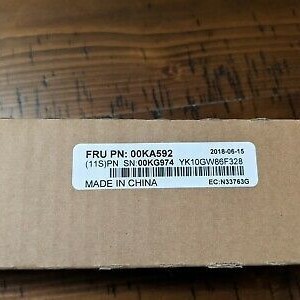 FRU PN: 00KA592 2018-06-15
(11S)PN SN:00KG974 YK10GW86F328
MADE IN CHINA EC:N33763G